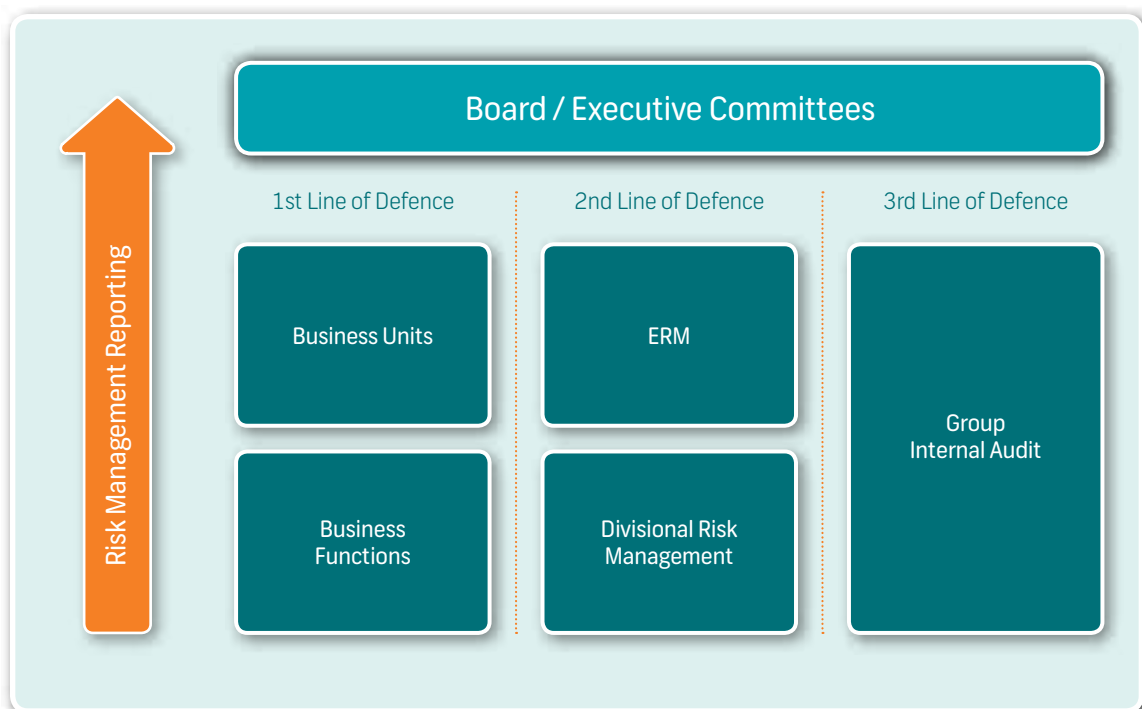 Board / Executive Committees
Risk Management Reporting
1st Line of Defence
2nd Line of Defence
3rd Line of Defence
Business Units
ERM
Group
Internal Audit
Business
Functions
Divisional Risk
Management